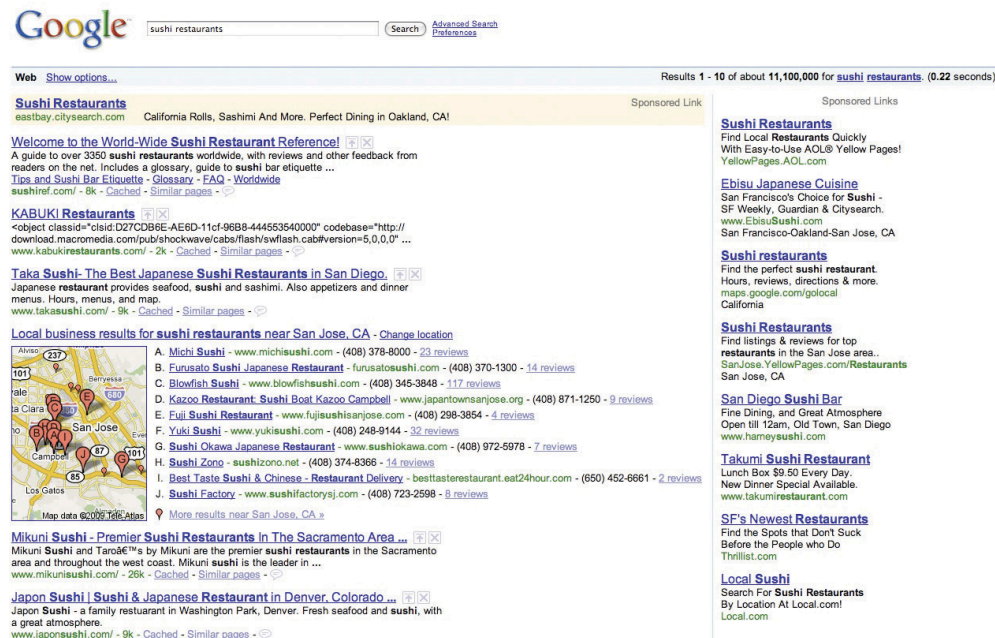 Google
sushi restaurants
Search
Advanced Search
Preferences
Web Show options...
Results 1 - 10 of about 11,100,000 for sushi restaurants. (0.22 seconds)
Sushi Restaurants
Sponsored Link
eastbay.citysearch.com California Rolls, Sashimi And More. Perfect Dining in Oakland, CA!
Welcome to the World-Wide Sushi Restaurant Reference!
A guide to over 3350 sushi restaurants worldwide, with reviews and other feedback from
readers on the net. Includes a glossary, guide to sushi bar etiquette ...
Tips and Sushi Bar Etiquette - Glossary - FAQ - Worldwide
sushiref.com/ - 8k - Cached - Similar pages -
KABUKI Restaurants
<object classid="clsid:D27CDB6E-AE6D-11cf-96B8-444553540000" codebase="http://
download.macromedia.com/pub/shockwave/cabs/flash/swflash.cab#version=5,0,0,0" ...
www.kabukirestaurants.com/ - 2k - Cached - Similar pages -
Taka Sushi- The Best Japanese Sushi Restaurants in San Diego.
Japanese restaurant provides seafood, sushi and sashimi. Also appetizers and dinner
menus. Hours, menus, and map.
www.takasushi.com/ - 9k - Cached - Similar pages -
Local business results for sushi restaurants near San Jose, CA - Change location
Alviso
237
101
Berryessa
680
vale
ta Clara
San Jose
Campbell
87
101
85
Los Gatos
Map data ©2009 Tele Atlas
A. Michi Sushi - www.michisushi.com - (408) 378-8000 - 23 reviews
B. Furusato Sushi Japanese Restaurant - furusatosushi.com - (408) 370-1300 - 14 reviews
C. Blowfish Sushi - www.blowfishsushi.com - (408) 345-3848 - 117 reviews
D. Kazoo Restaurant: Sushi Boat Kazoo Campbell - www.japantownsanjose.org - (408) 871-1250 - 9 reviews
E. Fuji Sushi Restaurant - www.fujisushisanjose.com - (408) 298-3854 - 4 reviews
F. Yuki Sushi - www.yukisushi.com - (408) 248-9144 - 32 reviews
G. Sushi Okawa Japanese Restaurant - www.sushiokawa.com - (408) 972-5978 - 7 reviews
H. Sushi Zono - sushizono.net - (408) 374-8366 - 14 reviews
I. Best Taste Sushi & Chinese - Restaurant Delivery - besttasterestaurant.eat24hour.com - (650) 452-6661 - 2 reviews
J. Sushi Factory - www.sushifactorysj.com - (408) 723-2598 - 8 reviews
More results near San Jose, CA »
Mikuni Sushi - Premier Sushi Restaurants In The Sacramento Area ...
Mikuni Sushi and Taroâ€™s by Mikuni are the premier sushi restaurants in the Sacramento
area and throughout the west coast. Mikuni sushi is the leader in ...
www.mikunisushi.com/ - 26k - Cached - Similar pages -
Japon Sushi | Sushi & Japanese Restaurant in Denver, Colorado ...
Japon Sushi - a family restuarant in Washington Park, Denver. Fresh seafood and sushi, with
a great atmosphere.
www.japonsushi.com/ - 9k - Cached - Similar pages -
Sponsored Links
Sushi Restaurants
Find Local Restaurants Quickly
With Easy-to-Use AOL® Yellow Pages!
YellowPages.AOL.com
Ebisu Japanese Cuisine
San Francisco's Choice for Sushi -
SF Weekly, Guardian & Citysearch.
www.EbisuSushi.com
San Francisco-Oakland-San Jose, CA
Sushi restaurants
Find the perfect sushi restaurant.
Hours, reviews, directions & more.
maps.google.com/golocal
California
Sushi Restaurants
Find listings & reviews for top
restaurants in the San Jose area..
SanJose.YellowPages.com/Restaurants
San Jose, CA
San Diego Sushi Bar
Fine Dining, and Great Atmosphere
Open till 12am, Old Town, San Diego
www.harneysushi.com
Takumi Sushi Restaurant
Lunch Box $9.50 Every Day.
New Dinner Special Available.
www.takumirestaurant.com
SF's Newest Restaurants
Find the Spots that Don't Suck
Before the People who Do
Thrillist.com
Local Sushi
Search For Sushi Restaurants
By Location At Local.com!
Local.com